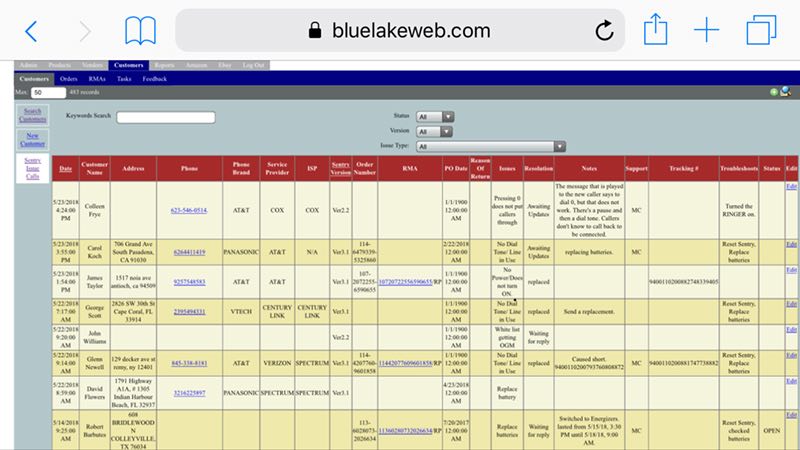 bluelakeweb.com
Admin Products Vendors Customers Reports Amazon Ebay Log Out
Customers Orders RMAs Tasks Feedback
Max: 50 483 records
Search Customers
New Customer
Sentry Issue Calls
Keywords Search
Status All
Version All
Issue Type: All
Date Customer Name Address Phone Phone Brand Service Provider ISP Sentry Version Order Number RMA PO Date Reason Of Return Issues Resolution Notes Support Tracking # Troubleshoots Status Edit
5/23/2018 4:24:00 PM Colleen Frye 623-546-0514. AT&T COX COX Ver2.2 1/1/1900 12:00:00 AM Pressing 0 does not put callers through Awaiting Updates The message that is played to the new caller says to dial 0, but that does not work. There's a pause and then a dial tone. Callers don't know to call back to be connected. MC Turned the RINGER on. Edit
5/23/2018 3:55:00 PM Carol Koch 706 Grand Ave South Pasadena, CA 91030 6264411419 PANASONIC AT&T N/A Ver3.1 114-6479339-5325860 2/22/2018 12:00:00 AM No Dial Tone/ Line in Use Awaiting Updates replacing batteries. MC Reset Sentry, Replace batteries Edit
5/23/2018 1:54:00 PM James Taylor 1517 noia ave antioch, ca 94509 9257548583 AT&T Ver3.1 107-2072255-6590655 10720722556590655/RP 1/1/1900 12:00:00 AM No Power/Does not turn ON. replaced 9400110200882748339405 Edit
5/22/2018 7:17:00 AM George Scott 2826 SW 30th St Cape Coral, FL 33914 2395494331 VTECH CENTURY LINK CENTURY LINK Ver3.1 1/1/1900 12:00:00 AM No Dial Tone/ Line in Use replaced Send a replacement. MC Reset Sentry, Replace batteries Edit
5/22/2018 9:20:00 AM John Williams Ver2.2 1/1/1900 12:00:00 AM White list getting OGM Waiting for reply Edit
5/22/2018 9:14:00 AM Glenn Newell 129 decker ave st remy, ny 12401 845-338-8181 AT&T VERIZON SPECTRUM Ver3.1 114-4207760-9601858 11442077609601858/RP 1/1/1900 12:00:00 AM No Dial Tone/ Line in Use replaced Caused short. 9400110200793760808872 MC 9400110200881747738882 Reset Sentry, Replace batteries Edit
5/22/2018 8:59:00 AM David Flowers 1791 Highway A1A, # 1305 Indian Harbour Beach, FL 32937 3216225897 PANASONIC SPECTRUM SPECTRUM Ver3.1 4/23/2018 12:00:00 AM Replace battery Edit
5/14/2018 9:25:00 AM Robert Barbutes 608 BRIDLEWOOD N COLLEYVILLE, TX 76034 113-6028073-2026634 11360280732026634/RP 7/20/2017 12:00:00 AM Replace batteries Waiting for reply Switched to Energizers. lasted from 5/15/18, 3:30 PM until 5/18/18, 9:00 AM. MC Reset Sentry, checked batteries OPEN Edit